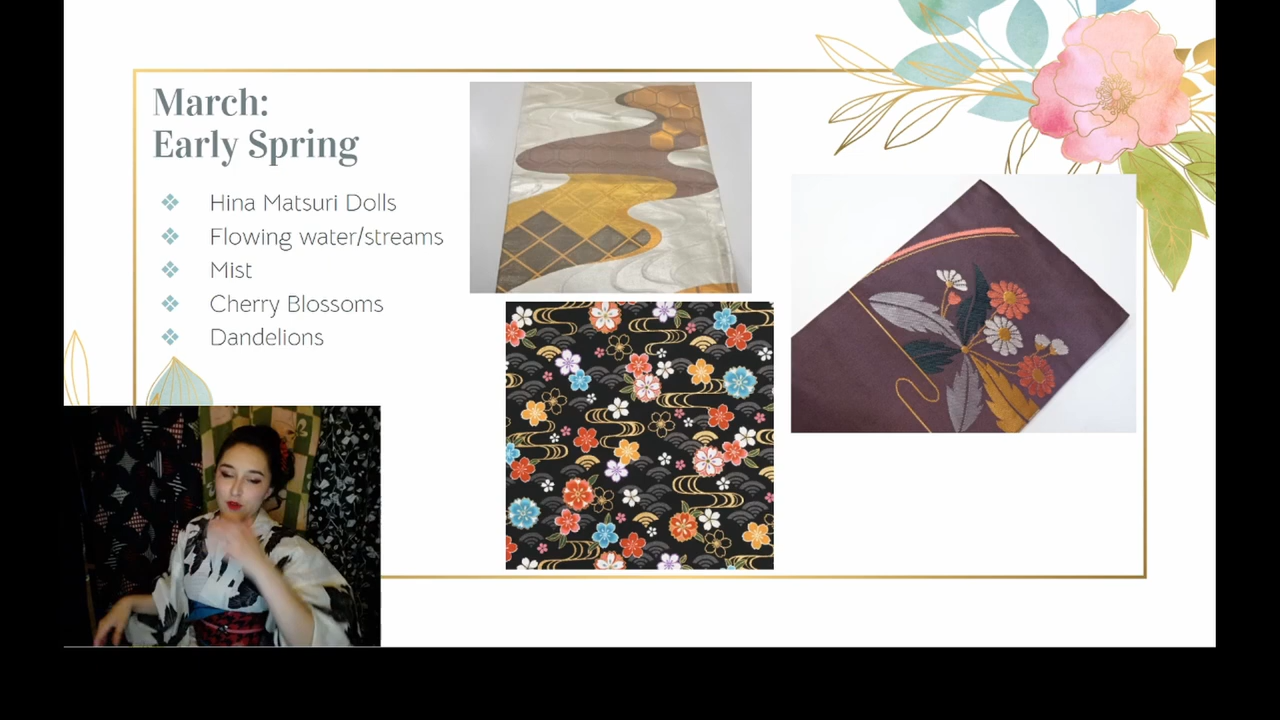 March:
Early Spring
Hina Matsuri Dolls
Flowing water/streams
Mist
Cherry Blossoms
Dandelions